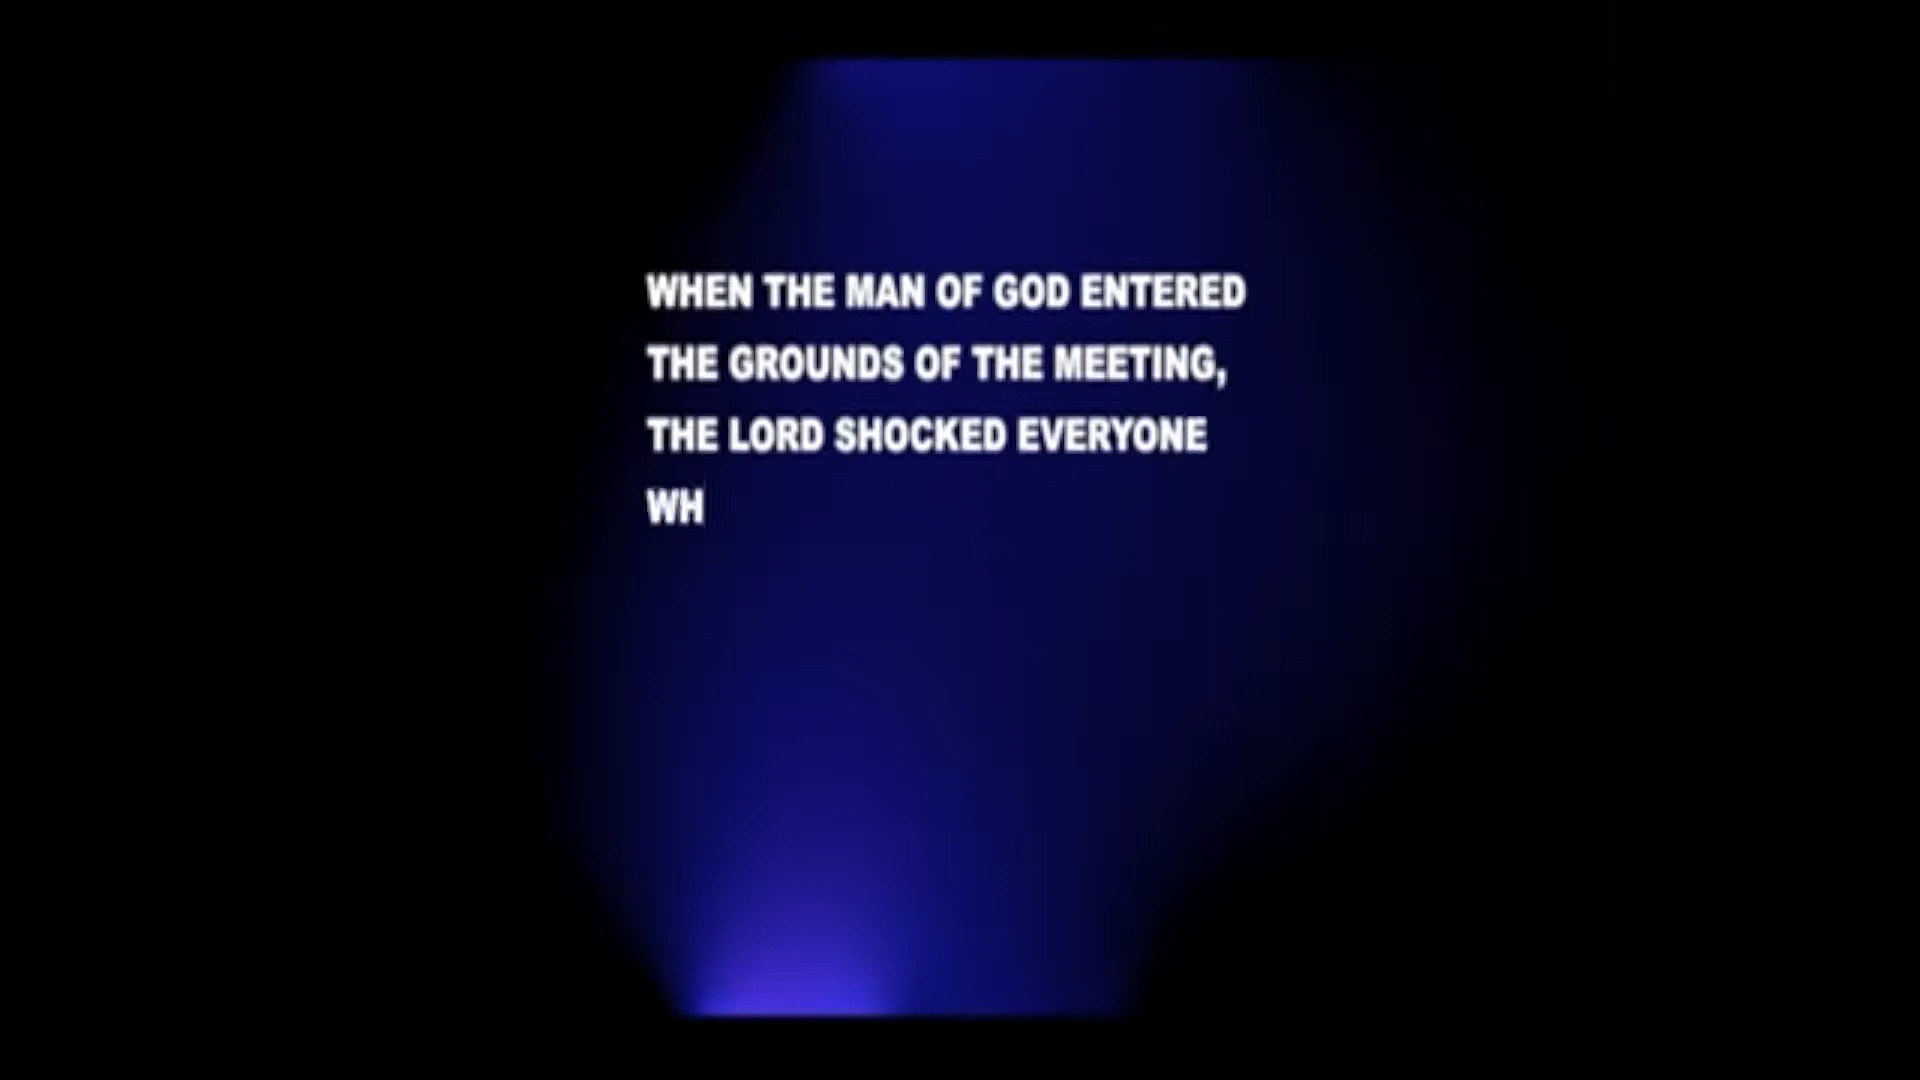 WHEN THE MAN OF GOD ENTERED
THE GROUNDS OF THE MEETING,
THE LORD SHOCKED EVERYONE
WH